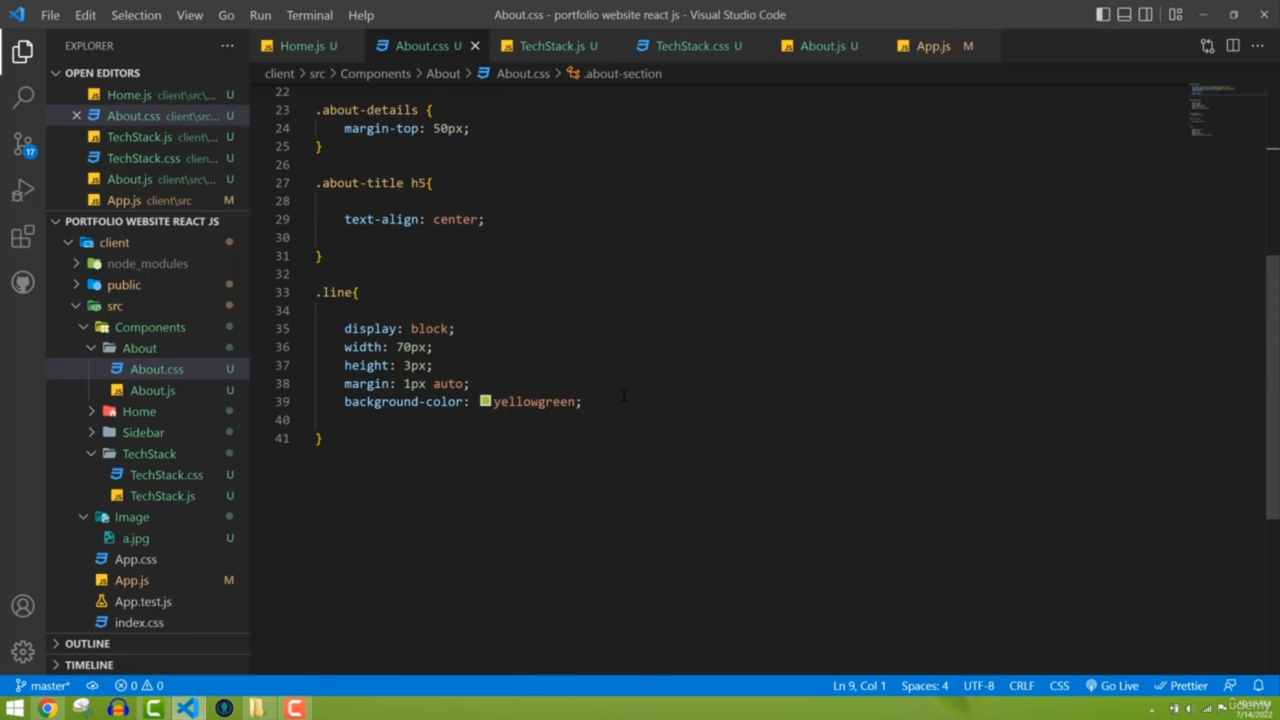 File Edit Selection View Go Run Terminal Help About.css - portfolio website react js - Visual Studio Code
EXPLORER
OPEN EDITORS
Home.js client\src\... U
About.css client\src... U
TechStack.js client\... U
TechStack.css clien... U
About.js client\src\... U
App.js client\src M
PORTFOLIO WEBSITE REACT JS
client
node_modules
public
src
Components
About
About.css U
About.js U
Home
Sidebar
TechStack
TechStack.css U
TechStack.js U
Image
a.jpg U
App.css
App.js M
App.test.js
index.css
OUTLINE
TIMELINE
17
Home.js U About.css U TechStack.js U TechStack.css U About.js U App.js M
client > src > Components > About > About.css > .about-section
22
23 .about-details {
24 margin-top: 50px;
25 }
26
27 .about-title h5{
28
29 text-align: center;
30
31 }
32
33 .line{
34
35 display: block;
36 width: 70px;
37 height: 3px;
38 margin: 1px auto;
39 background-color: yellowgreen;
40
41 }
master* 0 0 Ln 9, Col 1 Spaces: 4 UTF-8 CRLF CSS Go Live Prettier
udemy
7/14/2022